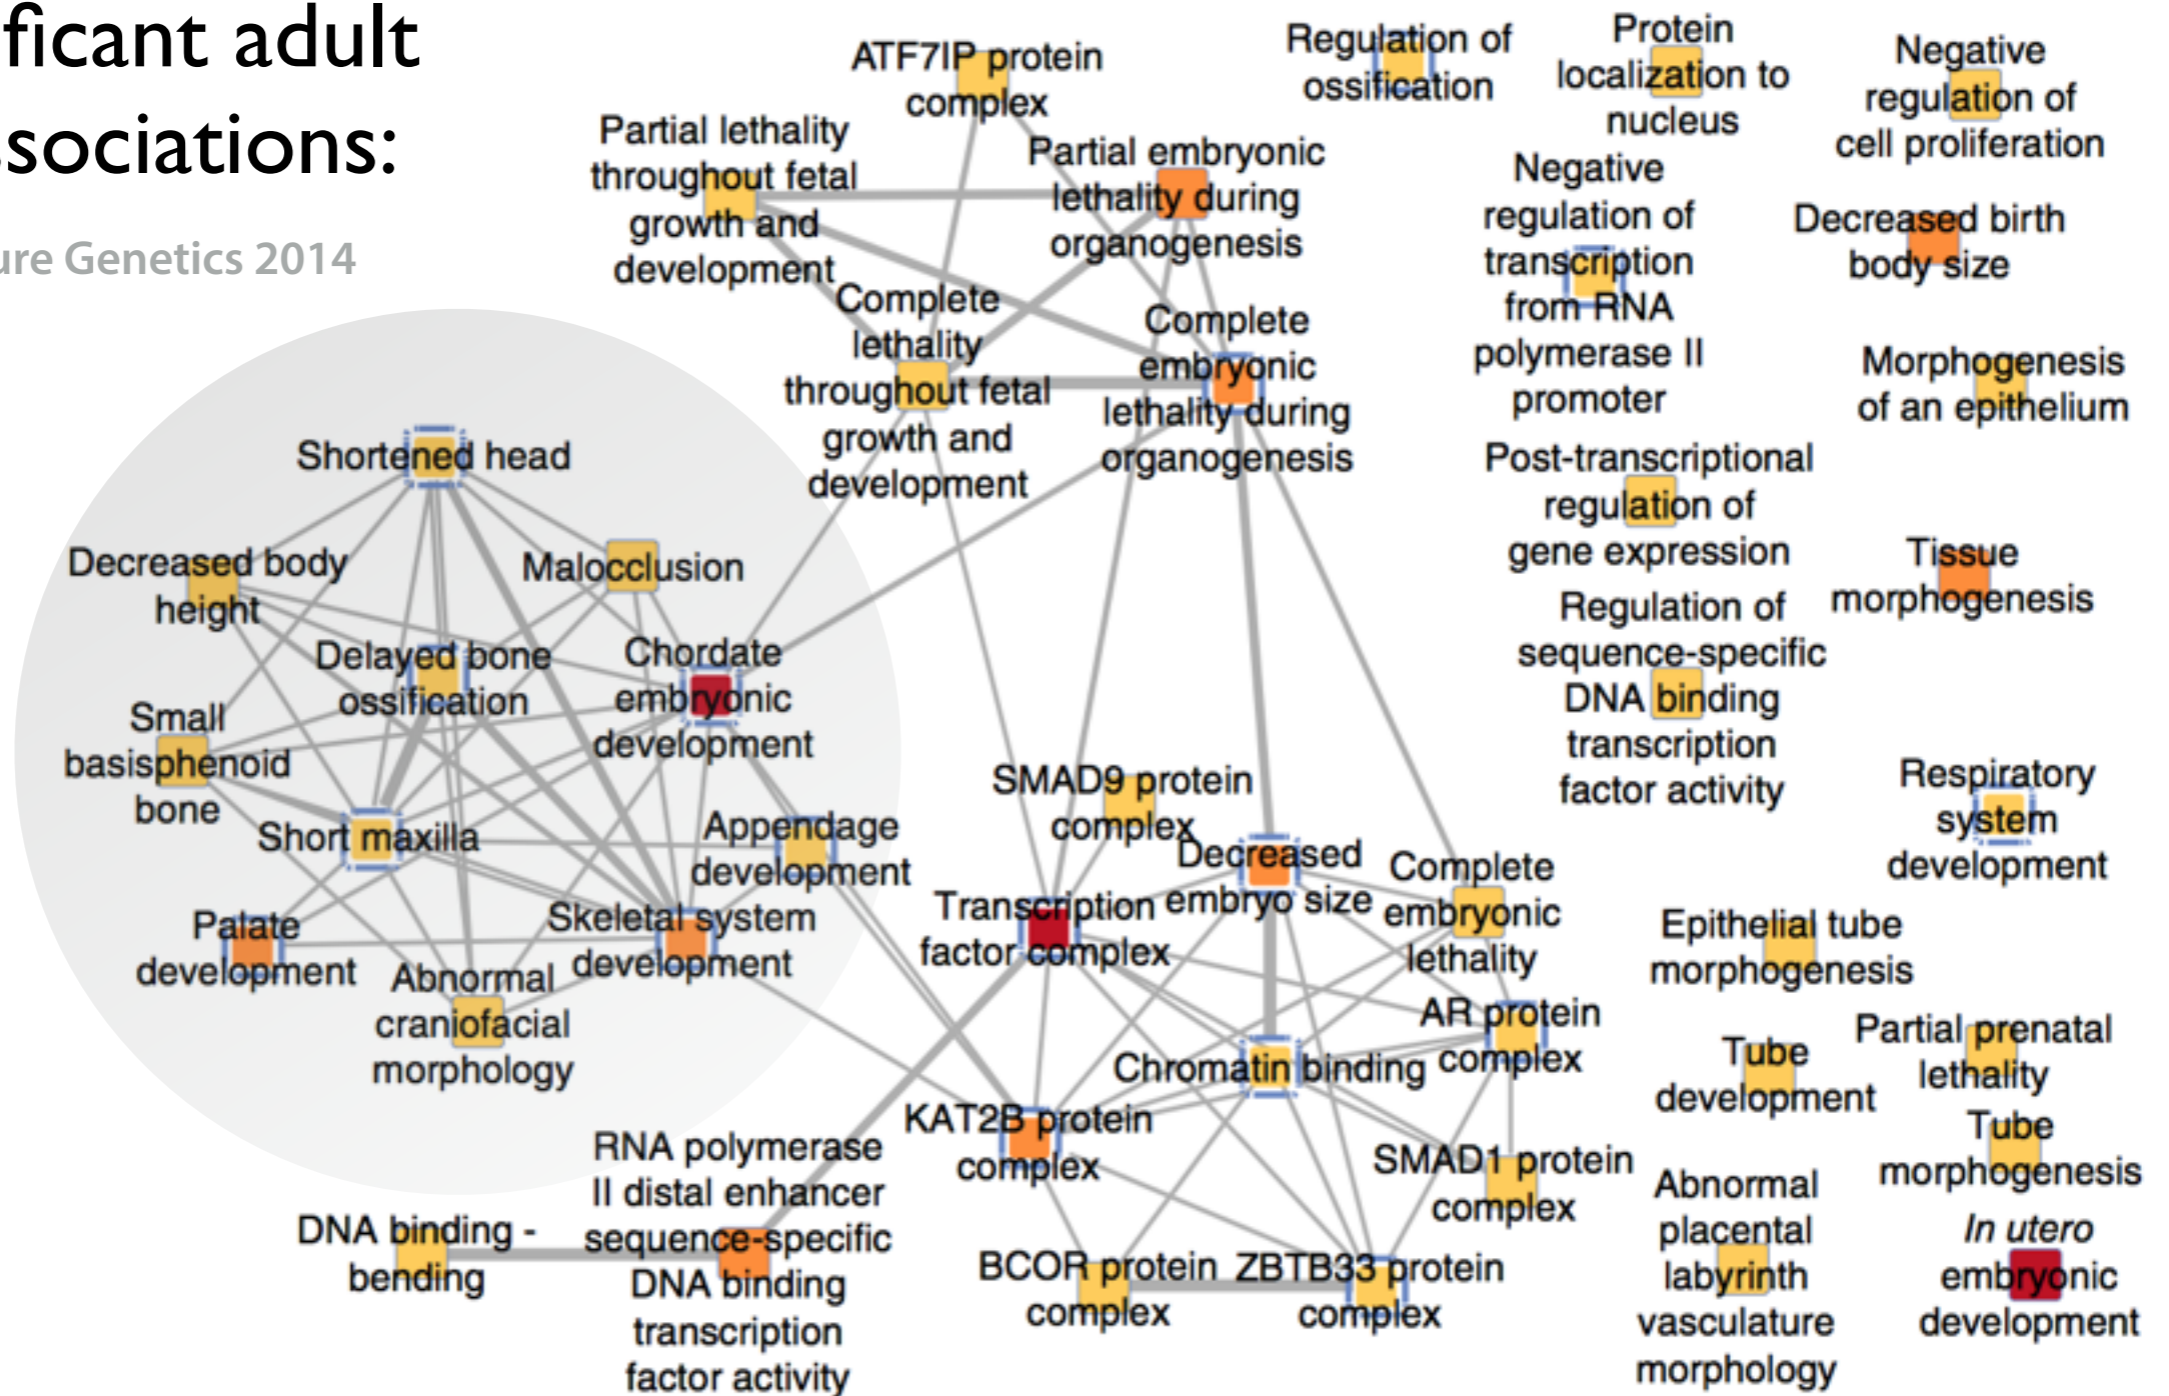 ficant adult
ssociations:
ure Genetics 2014
ATF7IP protein
complex
Regulation of
ossification
Protein
localization to
nucleus
Negative
regulation of
cell proliferation
Partial lethality
throughout fetal
growth and
development
Partial embryonic
lethality during
organogenesis
Negative
regulation of
transcription
from RNA
polymerase II
promoter
Decreased birth
body size
Complete
lethality
throughout fetal
growth and
development
Complete
embryonic
lethality during
organogenesis
Morphogenesis
of an epithelium
Shortened head
Post-transcriptional
regulation of
gene expression
Decreased body
height
Malocclusion
Tissue
morphogenesis
Regulation of
sequence-specific
DNA binding
transcription
factor activity
Delayed bone
ossification
Chordate
embryonic
development
Small
basisphenoid
bone
Short maxilla
Appendage
development
SMAD9 protein
complex
Decreased
embryo size
Complete
embryonic
lethality
Respiratory
system
development
Palate
development
Skeletal system
development
Transcription
factor complex
Epithelial tube
morphogenesis
Abnormal
craniofacial
morphology
AR protein
complex
Chromatin binding
Tube
development
Partial prenatal
lethality
KAT2B protein
complex
RNA polymerase
II distal enhancer
sequence-specific
DNA binding
transcription
factor activity
SMAD1 protein
complex
Tube
morphogenesis
Abnormal
placental
labyrinth
vasculature
morphology
DNA binding -
bending
BCOR protein
complex
ZBTB33 protein
complex
In utero
embryonic
development